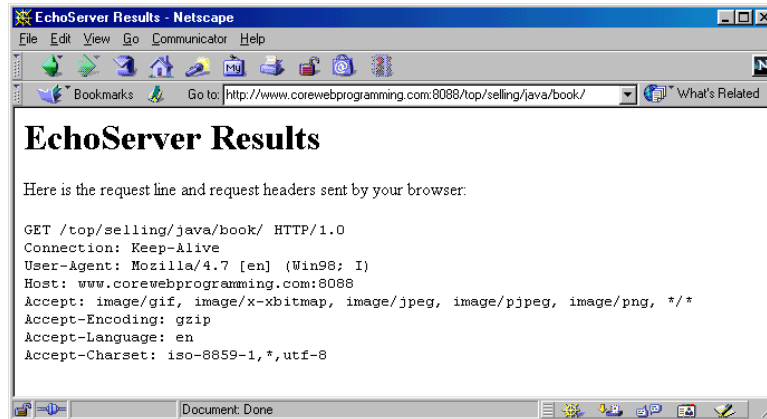 EchoServer Results - Netscape
File Edit View Go Communicator Help
My
N
Bookmarks Go to: http://www.corewebprogramming.com:8088/top/selling/java/book/ What's Related
EchoServer Results
Here is the request line and request headers sent by your browser:
GET /top/selling/java/book/ HTTP/1.0
Connection: Keep-Alive
User-Agent: Mozilla/4.7 [en] (Win98; I)
Host: www.corewebprogramming.com:8088
Accept: image/gif, image/x-xbitmap, image/jpeg, image/pjpeg, image/png, */*
Accept-Encoding: gzip
Accept-Language: en
Accept-Charset: iso-8859-1,*,utf-8
Document: Done